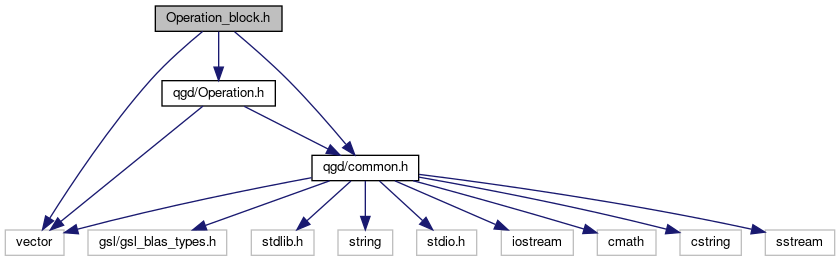 Operation_block.h
qgd/Operation.h
qgd/common.h
vector
gsl/gsl_blas_types.h
stdlib.h
string
stdio.h
iostream
cmath
cstring
sstream